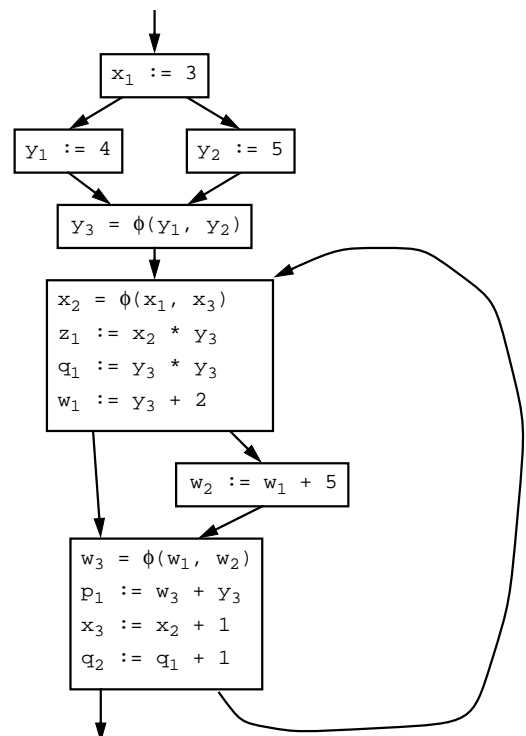 x₁ := 3
y₁ := 4
y₂ := 5
y₃ = ϕ(y₁, y₂)
x₂ = ϕ(x₁, x₃)
z₁ := x₂ * y₃
q₁ := y₃ * y₃
w₁ := y₃ + 2
w₂ := w₁ + 5
w₃ = ϕ(w₁, w₂)
p₁ := w₃ + y₃
x₃ := x₂ + 1
q₂ := q₁ + 1